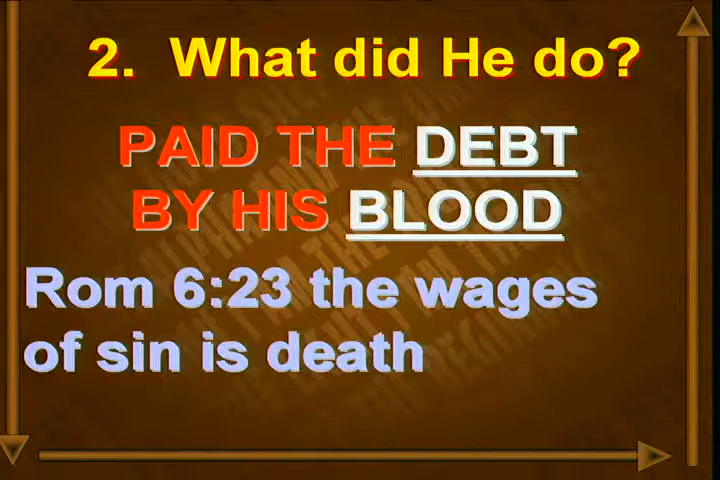 2. What did He do?
PAID THE DEBT
BY HIS BLOOD
Rom 6:23 the wages
of sin is death